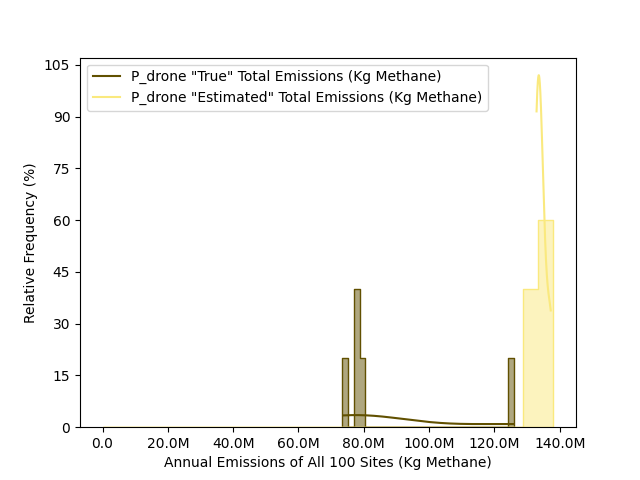 P_drone "True" Total Emissions (Kg Methane)
P_drone "Estimated" Total Emissions (Kg Methane)
105
90
75
60
45
30
15
0
Relative Frequency (%)
0.0 20.0M 40.0M 60.0M 80.0M 100.0M 120.0M 140.0M
Annual Emissions of All 100 Sites (Kg Methane)